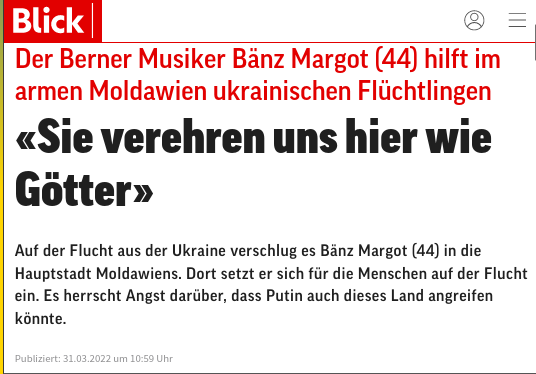 Blick
Der Berner Musiker Bänz Margot (44) hilft im
armen Moldawien ukrainischen Flüchtlingen
«Sie verehren uns hier wie
Götter»
Auf der Flucht aus der Ukraine verschlug es Bänz Margot (44) in die
Hauptstadt Moldawiens. Dort setzt er sich für die Menschen auf der Flucht
ein. Es herrscht Angst darüber, dass Putin auch dieses Land angreifen
könnte.
Publiziert: 31.03.2022 um 10:59 Uhr